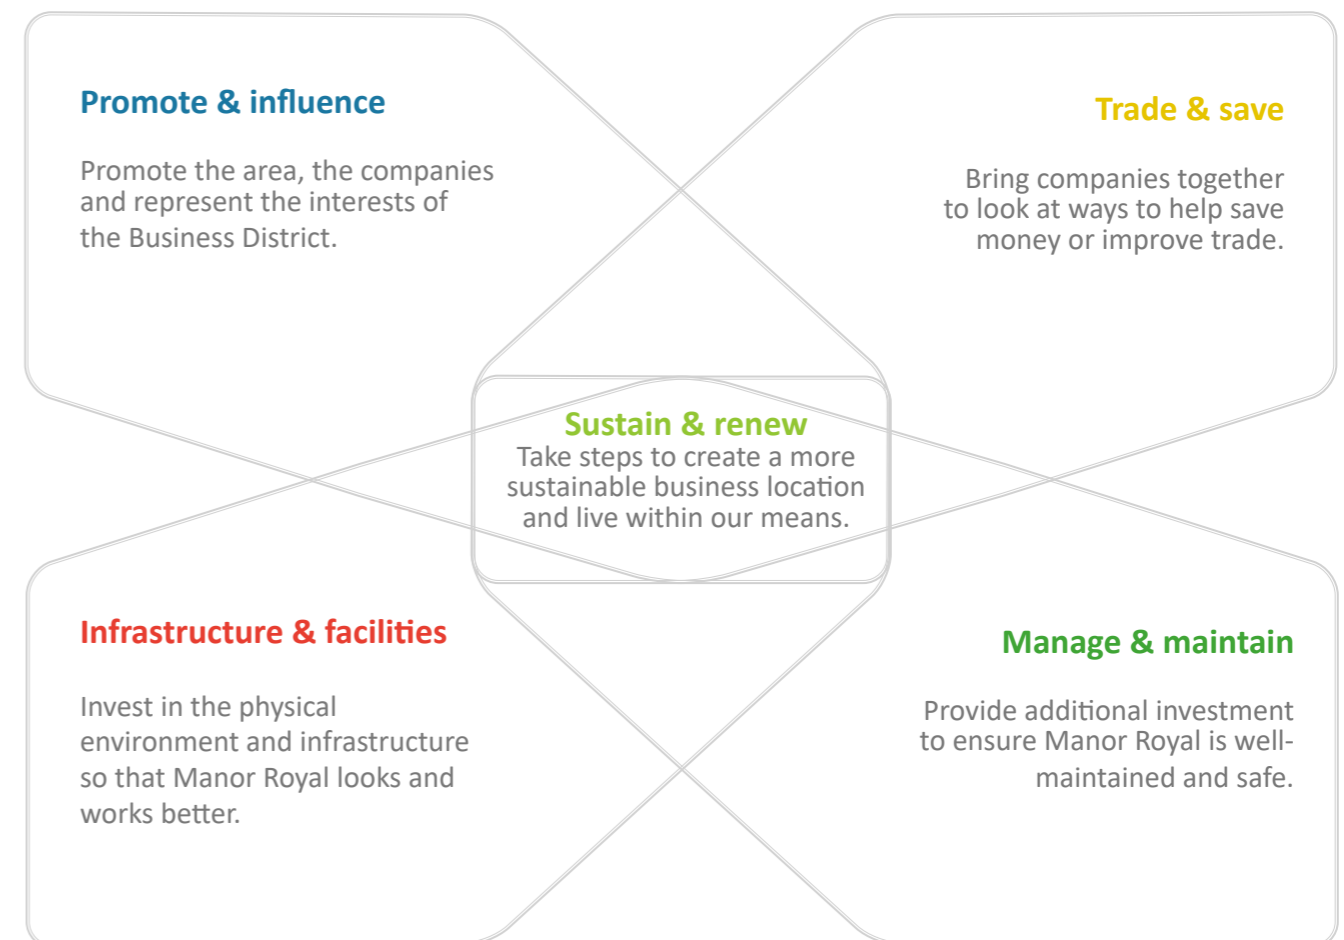 Promote & influence
Promote the area, the companies
and represent the interests of
the Business District.
Trade & save
Bring companies together
to look at ways to help save
money or improve trade.
Sustain & renew
Take steps to create a more
sustainable business location
and live within our means.
Infrastructure & facilities
Invest in the physical
environment and infrastructure
so that Manor Royal looks and
works better.
Manage & maintain
Provide additional investment
to ensure Manor Royal is well-
maintained and safe.